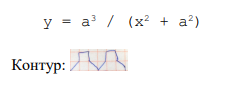 y = a³ / (x² + a²)
Контур: